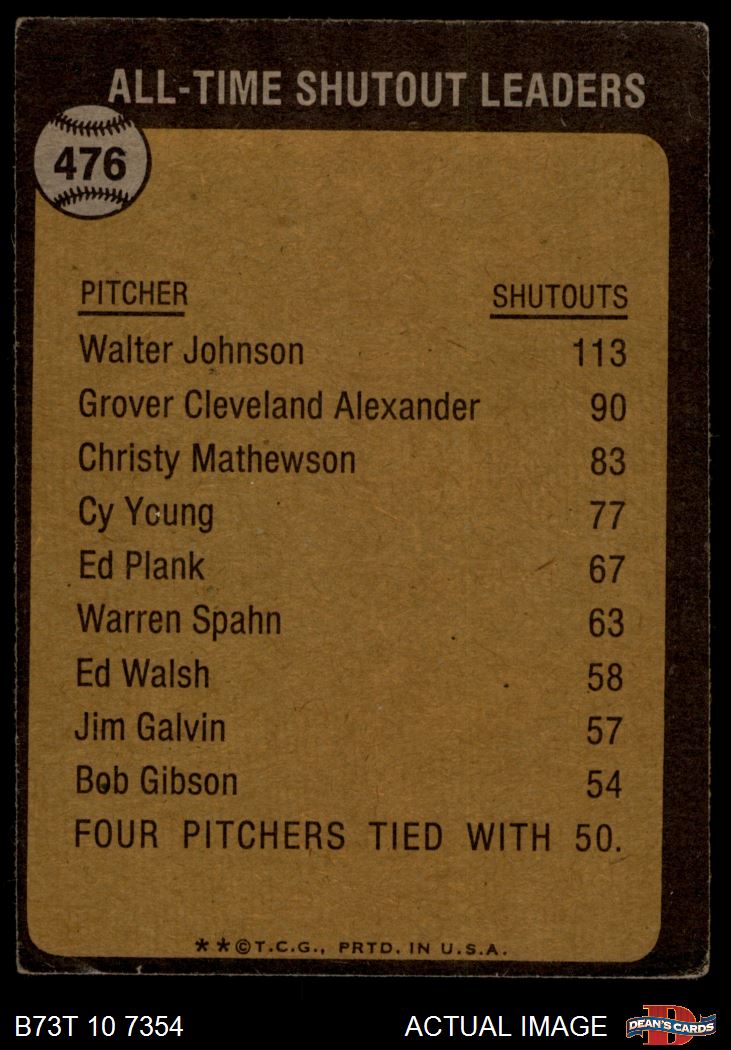 ALL-TIME SHUTOUT LEADERS
476
PITCHER SHUTOUTS
Walter Johnson 113
Grover Cleveland Alexander 90
Christy Mathewson 83
Cy Young 77
Ed Plank 67
Warren Spahn 63
Ed Walsh 58
Jim Galvin 57
Bob Gibson 54
FOUR PITCHERS TIED WITH 50.
**©T.C.G., PRTD. IN U.S.A.
B73T 10 7354 ACTUAL IMAGE D DEAN'S CARDS